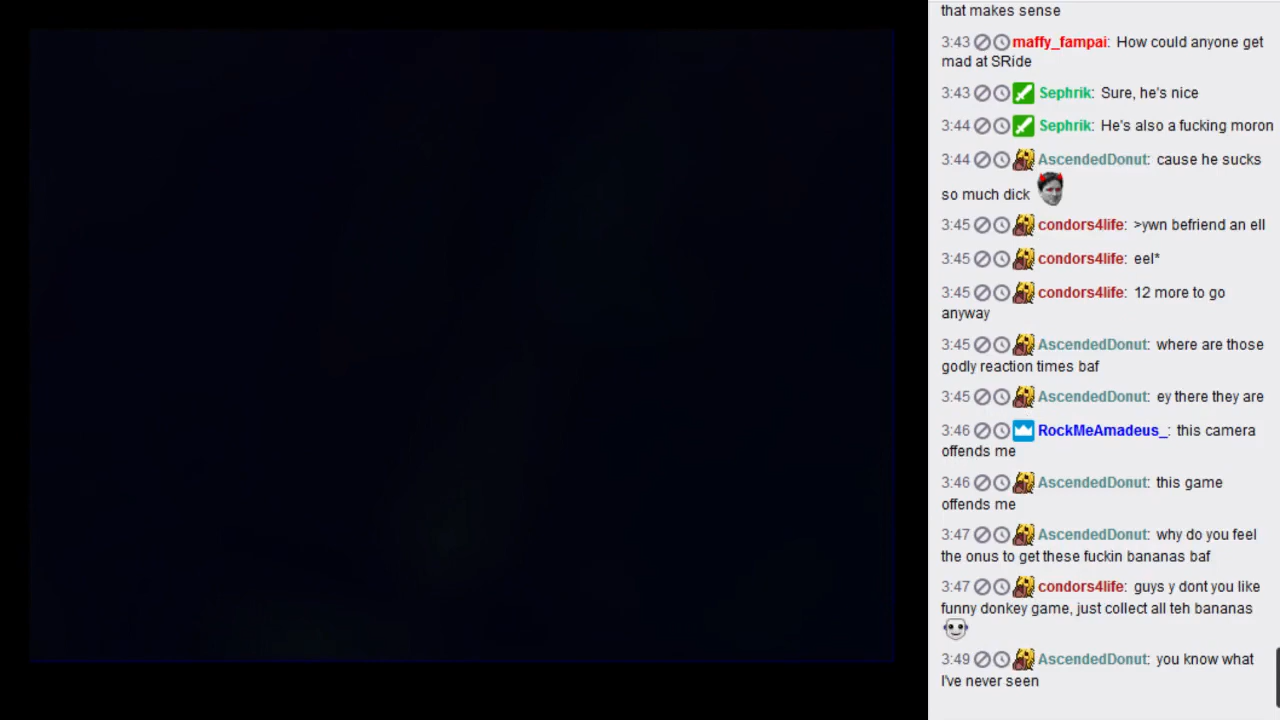 that makes sense
3:43 maffy_fampai: How could anyone get
mad at SRide
3:43 Sephrik: Sure, he's nice
3:44 Sephrik: He's also a fucking moron
3:44 AscendedDonut: cause he sucks
so much dick
3:45 condors4life: >ywn befriend an ell
3:45 condors4life: eel*
3:45 condors4life: 12 more to go
anyway
3:45 AscendedDonut: where are those
godly reaction times baf
3:45 AscendedDonut: ey there they are
3:46 RockMeAmadeus_: this camera
offends me
3:46 AscendedDonut: this game
offends me
3:47 AscendedDonut: why do you feel
the onus to get these fuckin bananas baf
3:47 condors4life: guys y dont you like
funny donkey game, just collect all teh bananas
3:49 AscendedDonut: you know what
I've never seen